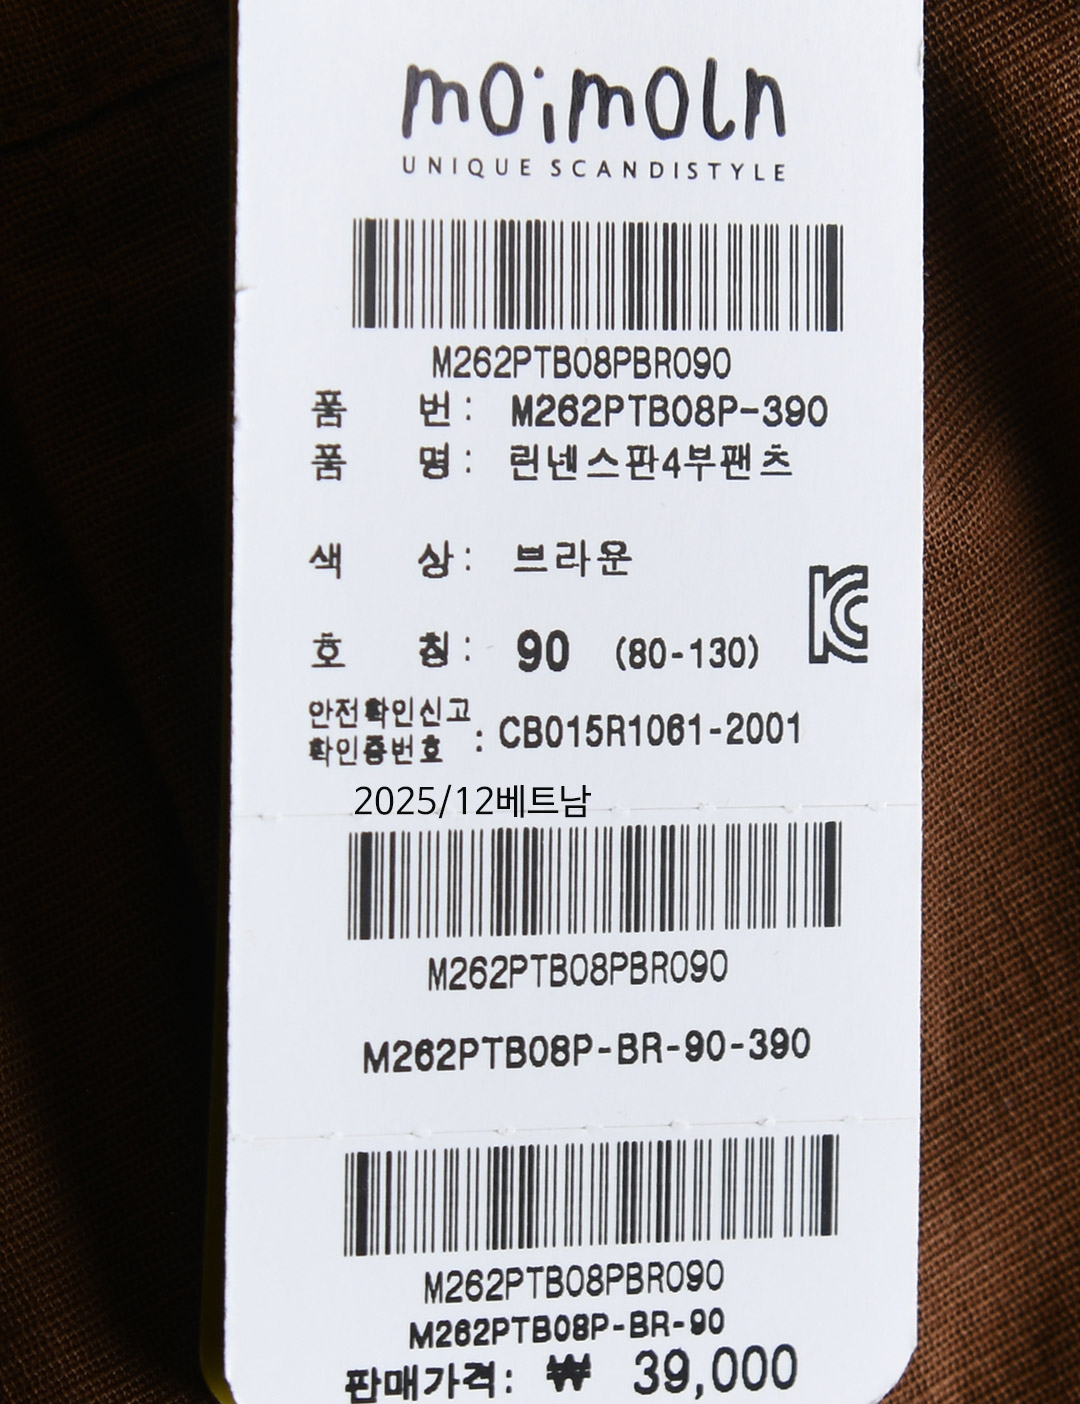 moimoln
UNIQUE SCANDISTYLE
M262PTB08PBR090
품 번: M262PTB08P-390
품 명: 린넨스판4부팬츠
색 상: 브라운
호 칭: 90 (80-130)
안전확인신고
확인증번호 : CB015R1061-2001
2025/12베트남
M262PTB08PBR090
M262PTB08P-BR-90-390
M262PTB08PBR090
M262PTB08P-BR-90
판매가격: ₩ 39,000